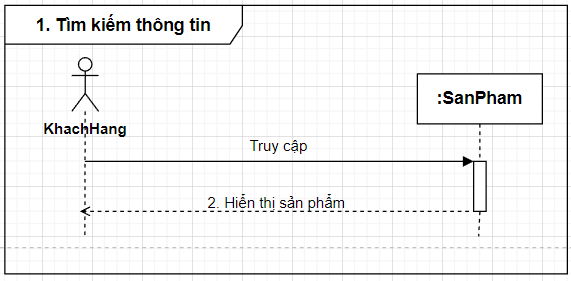 1. Tìm kiếm thông tin
KhachHang
:SanPham
Truy cập
2. Hiển thị sản phẩm